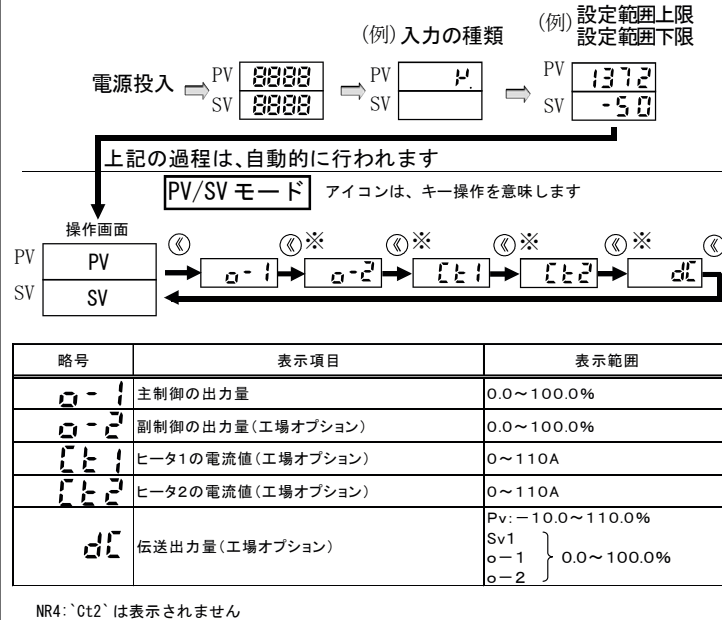 (例) 入力の種類
(例) 設定範囲上限
設定範囲下限
電源投入
PV 8888
SV 8888
PV
SV
PV 1372
SV -50
上記の過程は、自動的に行われます
PV/SV モード アイコンは、キー操作を意味します
操作画面
PV PV
SV SV
《 《※ 《※ 《※ 《※ 《
o-1 o-2 Ct1 Ct2 dC
略号 表示項目 表示範囲
o-1 主制御の出力量 0.0～100.0%
o-2 副制御の出力量(工場オプション) 0.0～100.0%
Ct1 ヒータ1の電流値(工場オプション) 0～110A
Ct2 ヒータ2の電流値(工場オプション) 0～110A
dC 伝送出力量(工場オプション)
Pv:－10.0～110.0%
Sv1
o－1 0.0～100.0%
o－2
NR4:`Ct2`は表示されません